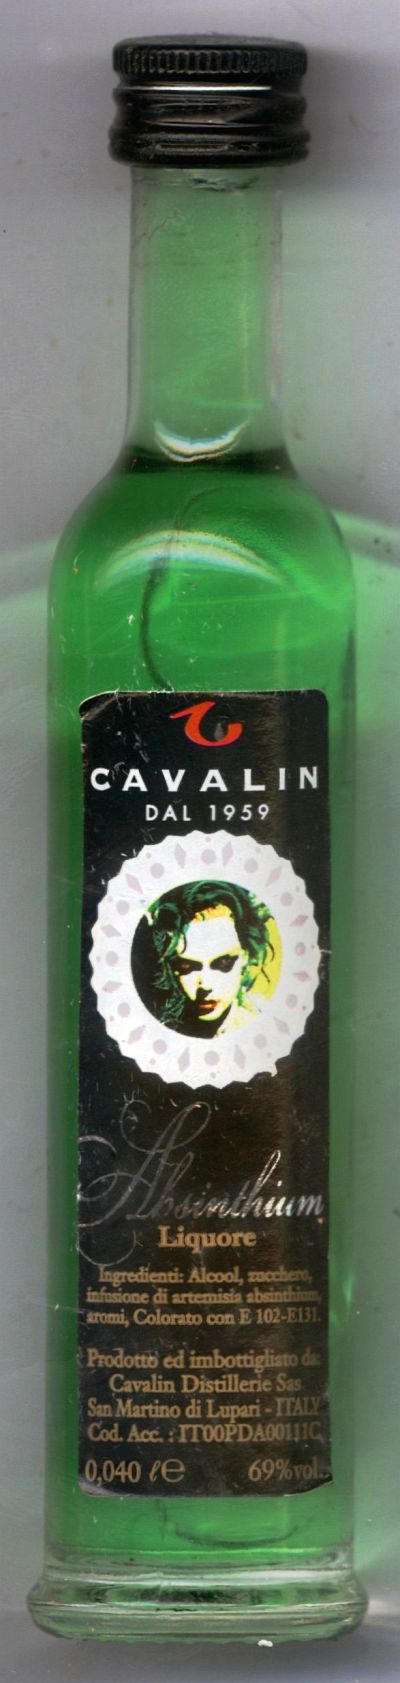 CAVALIN
DAL 1959
Absinthium
Liquore
Ingredienti: Alcool, zucchero,
infusione di artemisia absinthium,
aromi, Colorato con E 102-E131.
Prodotto ed imbottigliato da:
Cavalin Distillerie Sas
San Martino di Lupari - ITALY
Cod. Acc. : IT00PDA00111C
0,040 ℓ℮ 69%vol.